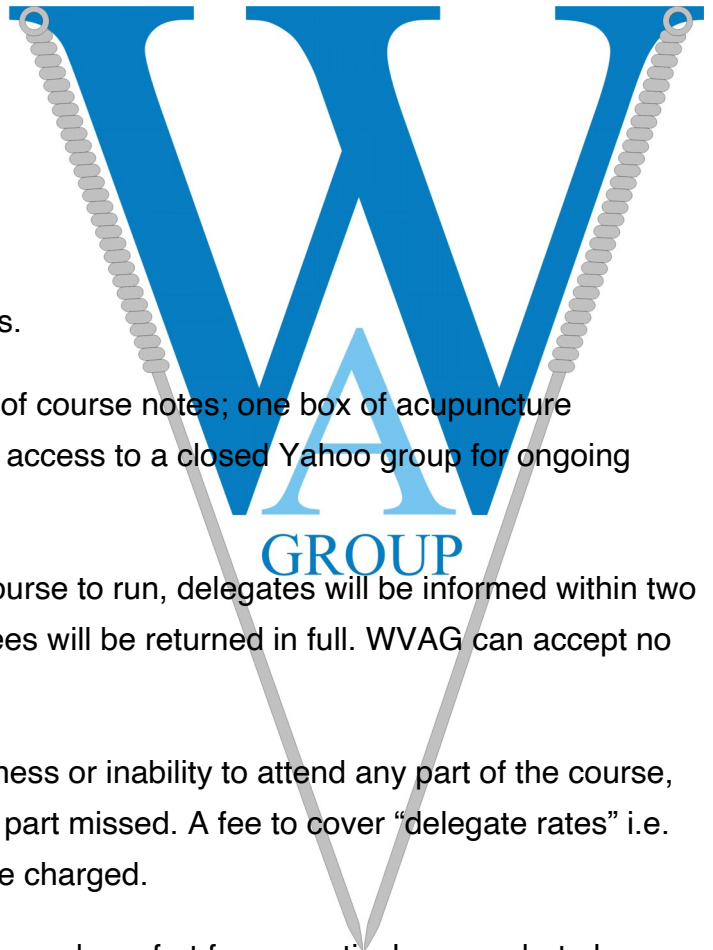 W
s.
of course notes; one box of acupuncture
access to a closed Yahoo group for ongoing
A
GROUP
ourse to run, delegates will be informed within two
ees will be returned in full. WVAG can accept no
ness or inability to attend any part of the course,
part missed. A fee to cover “delegate rates” i.e.
e charged.